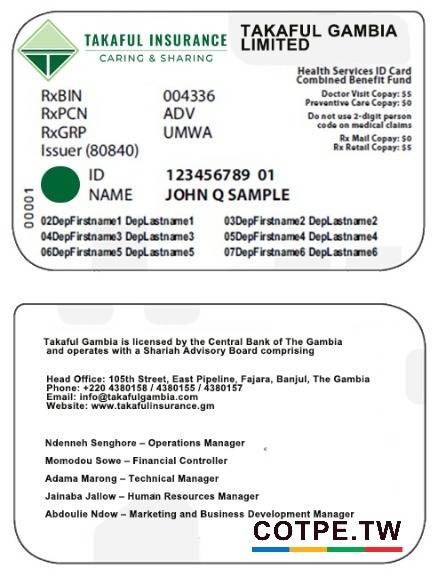 TAKAFUL INSURANCE
CARING & SHARING
TAKAFUL GAMBIA
LIMITED
Health Services ID Card
Combined Benefit Fund
Doctor Visit Copay: $5
Preventive Care Copay: $0
Do not use 2-digit person
code on medical claims
Rx Mail Copay: $0
Rx Retail Copay: $5
RxBIN 004336
RxPCN ADV
RxGRP UMWA
Issuer (80840)
ID 123456789 01
NAME JOHN Q SAMPLE
00001
02DepFirstname1 DepLastname1 03DepFirstname2 DepLastname2
04DepFirstname3 DepLastname3 05DepFirstname4 DepLastname4
06DepFirstname5 DepLastname5 07DepFirstname6 DepLastname6
Takaful Gambia is licensed by the Central Bank of The Gambia
and operates with a Shariah Advisory Board comprising
Head Office: 105th Street, East Pipeline, Fajara, Banjul, The Gambia
Phone: +220 4380158 / 4380155 / 4380157
Email: info@takafulgambia.com
Website: www.takafulinsurance.gm
Ndenneh Senghore – Operations Manager
Momodou Sowe – Financial Controller
Adama Marong – Technical Manager
Jainaba Jallow – Human Resources Manager
Abdoulie Ndow – Marketing and Business Development Manager
COTPE.TW